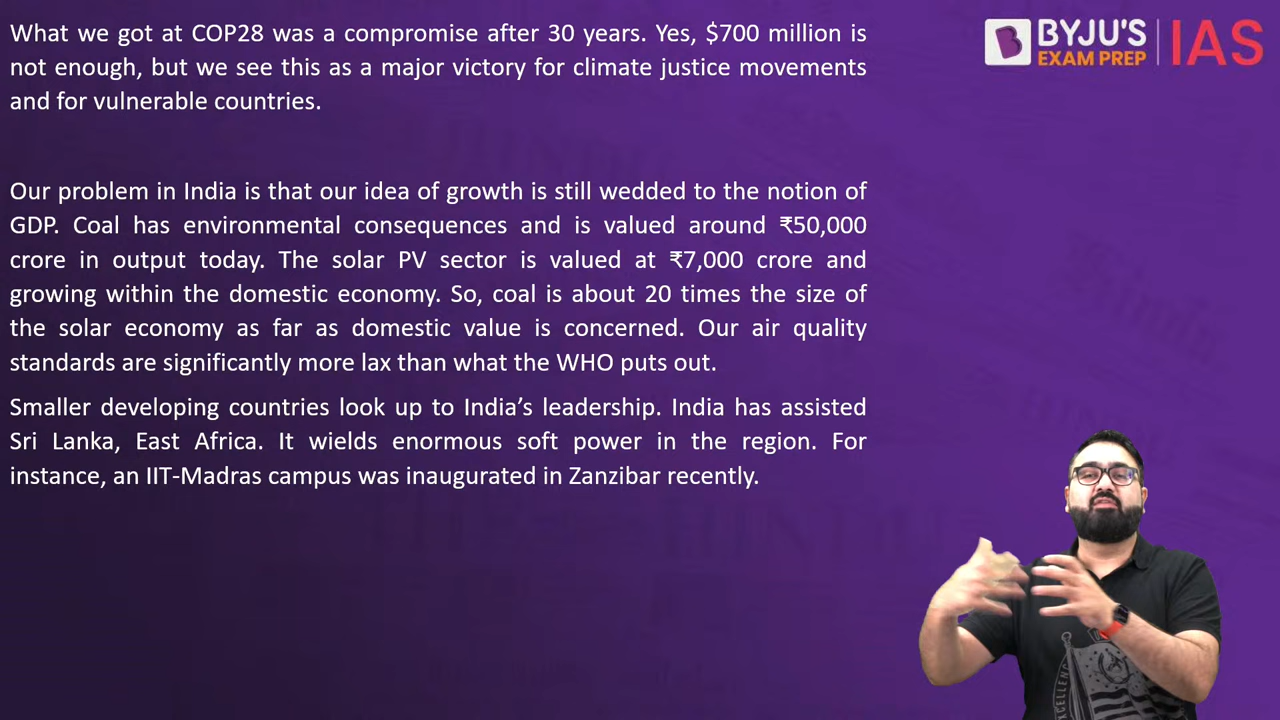 What we got at COP28 was a compromise after 30 years. Yes, $700 million is
not enough, but we see this as a major victory for climate justice movements
and for vulnerable countries.
Our problem in India is that our idea of growth is still wedded to the notion of
GDP. Coal has environmental consequences and is valued around ₹50,000
crore in output today. The solar PV sector is valued at ₹7,000 crore and
growing within the domestic economy. So, coal is about 20 times the size of
the solar economy as far as domestic value is concerned. Our air quality
standards are significantly more lax than what the WHO puts out.
Smaller developing countries look up to India’s leadership. India has assisted
Sri Lanka, East Africa. It wields enormous soft power in the region. For
instance, an IIT-Madras campus was inaugurated in Zanzibar recently.
BYJU'S
EXAM PREP
IAS